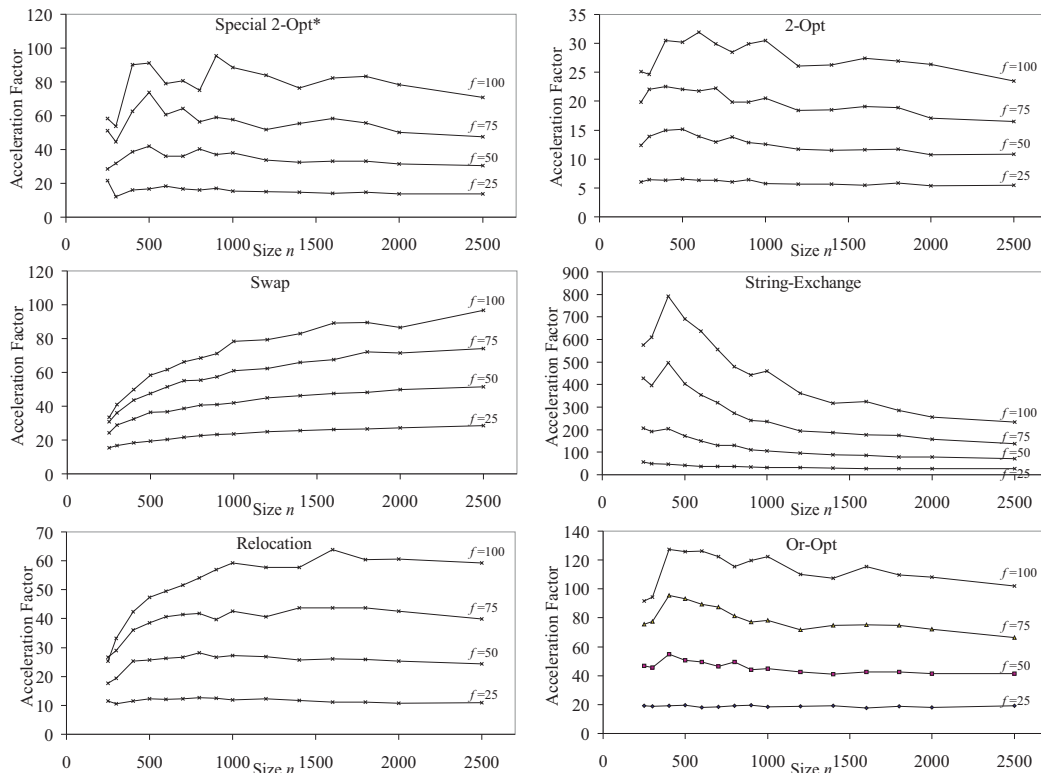 Special 2-Opt*
Acceleration Factor
120
100
80
60
40
20
0
f=100
f=75
f=50
f=25
0 500 1000 1500 2000 2500
Size n
2-Opt
Acceleration Factor
35
30
25
20
15
10
5
0
f=100
f=75
f=50
f=25
0 500 1000 1500 2000 2500
Size n
Swap
Acceleration Factor
120
100
80
60
40
20
0
f=100
f=75
f=50
f=25
0 500 1000 1500 2000 2500
Size n
String-Exchange
Acceleration Factor
900
800
700
600
500
400
300
200
100
0
f=100
f=75
f=50
f=25
0 500 1000 1500 2000 2500
Size n
Relocation
Acceleration Factor
70
60
50
40
30
20
10
0
f=100
f=75
f=50
f=25
0 500 1000 1500 2000 2500
Size n
Or-Opt
Acceleration Factor
140
120
100
80
60
40
20
0
f=100
f=75
f=50
f=25
0 500 1000 1500 2000 2500
Size n